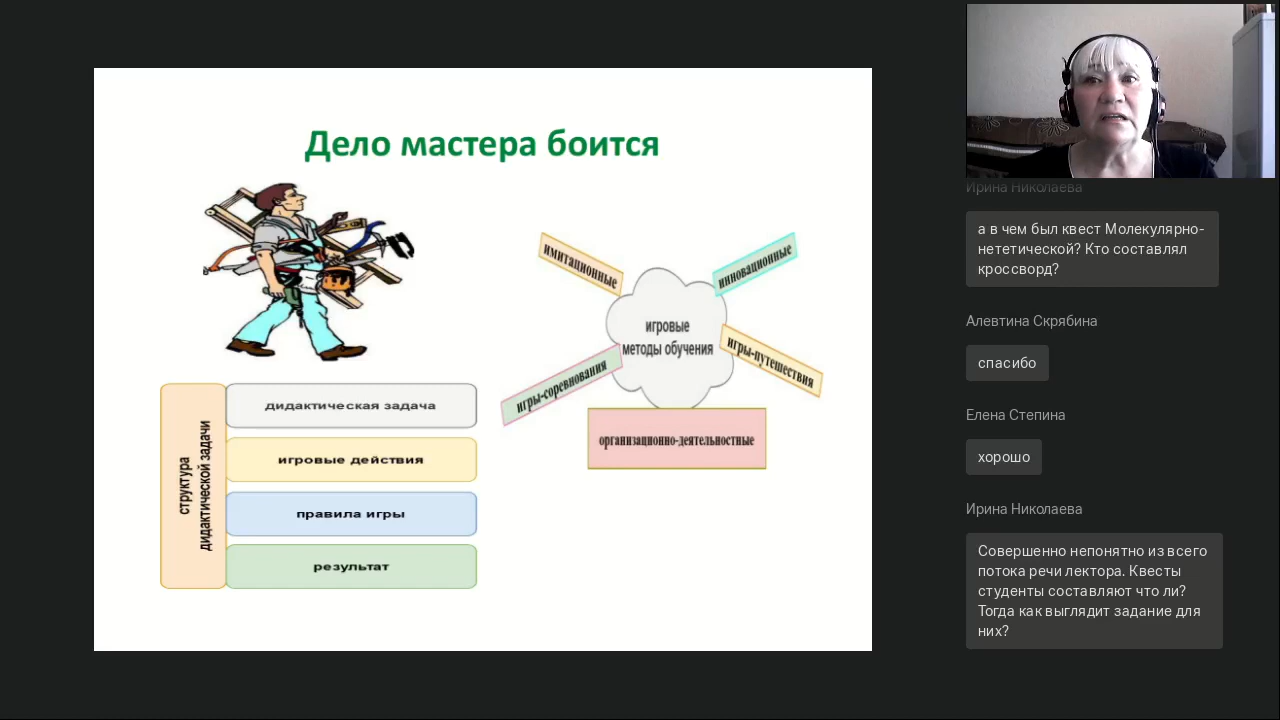 Дело мастера боится
имитационные
инновационные
игровые
методы обучения
игры-соревнования
игры-путешествия
организационно-деятельностные
структура
дидактической задачи
дидактическая задача
игровые действия
правила игры
результат
Ирина Николаева
а в чем был квест Молекулярно-
нететической? Кто составлял
кроссворд?
Алевтина Скрябина
спасибо
Елена Степина
хорошо
Ирина Николаева
Совершенно непонятно из всего
потока речи лектора. Квесты
студенты составляют что ли?
Тогда как выглядит задание для
них?